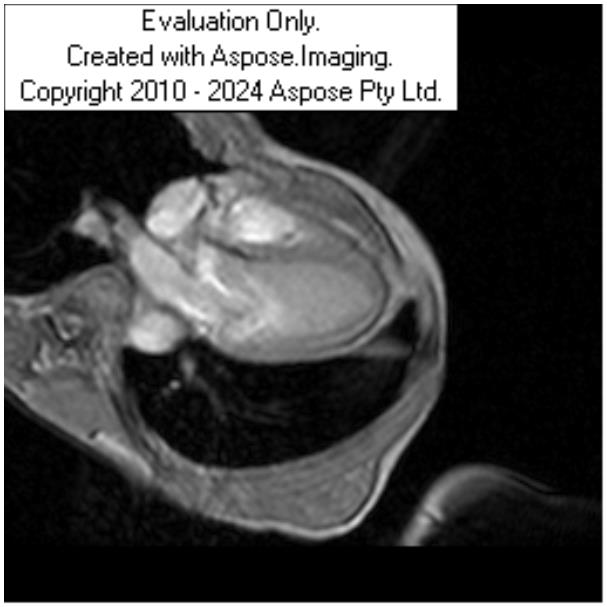 Evaluation Only.
Created with Aspose.Imaging.
Copyright 2010 - 2024 Aspose Pty Ltd.